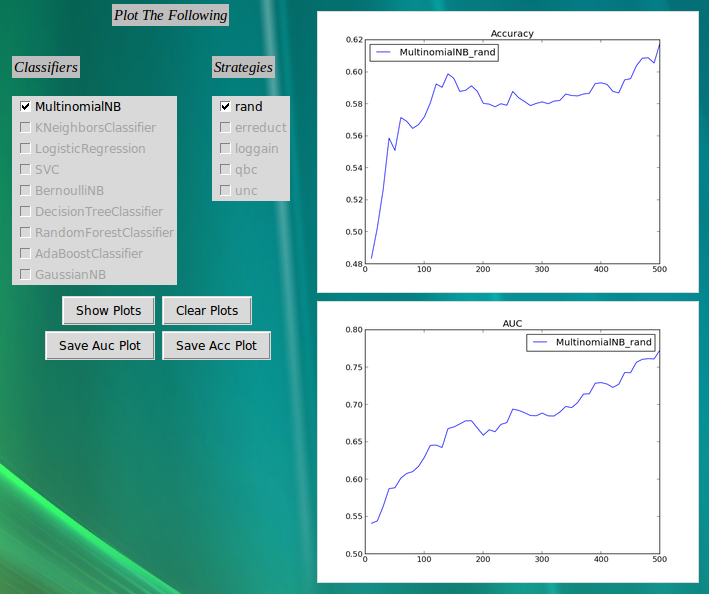 Plot The Following
Classifiers
Strategies
MultinomialNB
KNeighborsClassifier
LogisticRegression
SVC
BernoulliNB
DecisionTreeClassifier
RandomForestClassifier
AdaBoostClassifier
GaussianNB
rand
erreduct
loggain
qbc
unc
Show Plots
Clear Plots
Save Auc Plot
Save Acc Plot
Accuracy
MultinomialNB_rand
0.62
0.60
0.58
0.56
0.54
0.52
0.50
0.48
0 100 200 300 400 500
AUC
MultinomialNB_rand
0.80
0.75
0.70
0.65
0.60
0.55
0.50
0 100 200 300 400 500